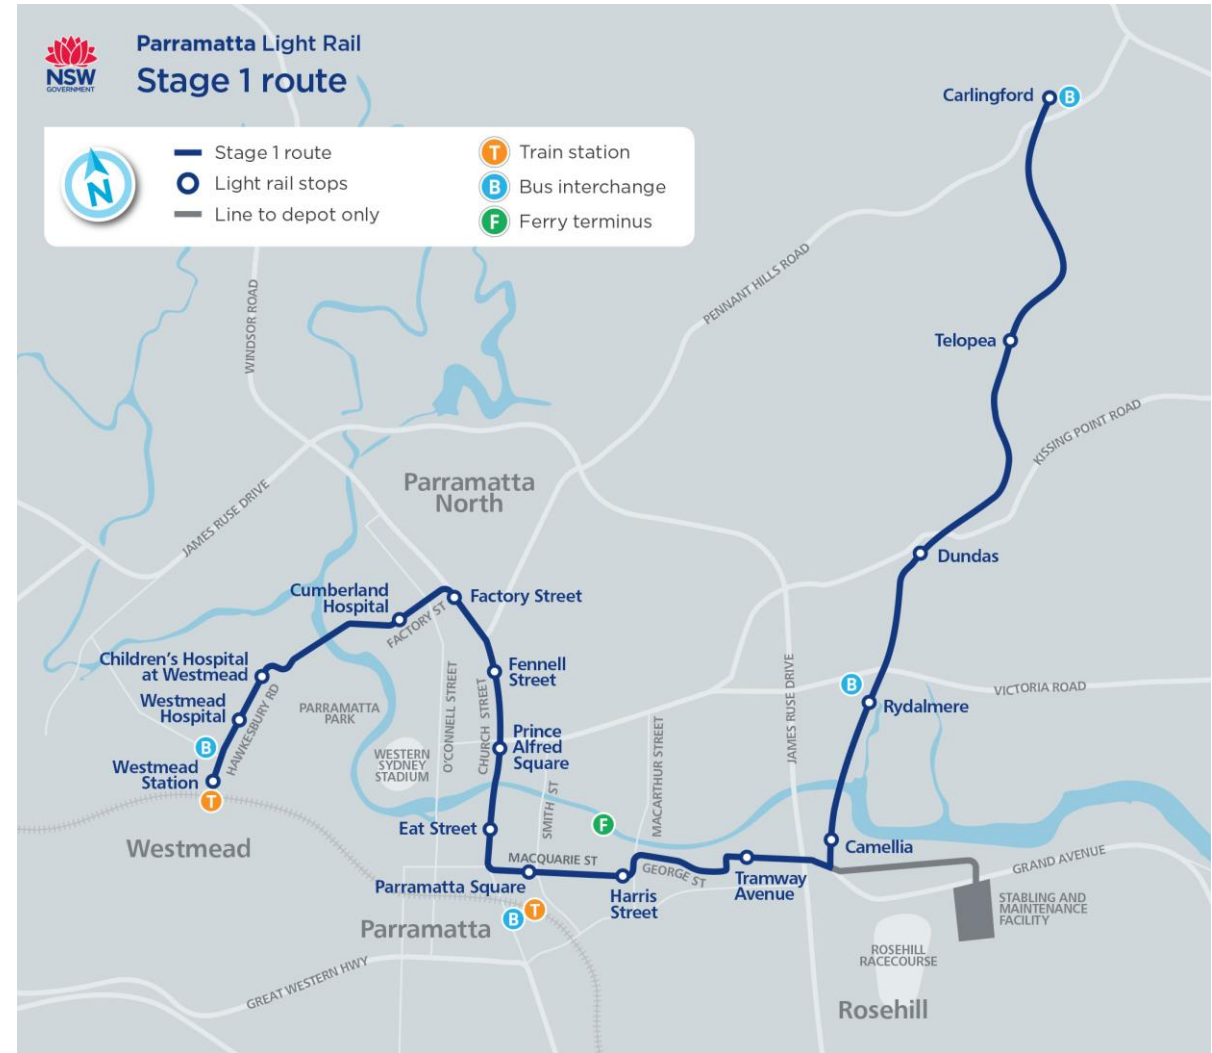 NSW
GOVERNMENT
Parramatta Light Rail
Stage 1 route
N
Stage 1 route
Light rail stops
Line to depot only
T Train station
B Bus interchange
F Ferry terminus
Carlingford
B
WINDSOR ROAD
PENNANT HILLS ROAD
Telopea
KISSING POINT ROAD
Parramatta
North
JAMES RUSE DRIVE
Dundas
Cumberland
Hospital
Factory Street
FACTORY ST
Children's Hospital
at Westmead
Fennell
Street
Westmead
Hospital
HAWKESBURY RD
PARRAMATTA
PARK
O'CONNELL STREET
CHURCH STREET
JAMES RUSE DRIVE
B
VICTORIA ROAD
Rydalmere
Prince
Alfred
Square
MACARTHUR STREET
B
WESTERN
SYDNEY
STADIUM
Westmead
Station
T
SMITH ST
F
Eat Street
Westmead
Camellia
MACQUARIE ST
GEORGE ST
GRAND AVENUE
Parramatta Square
Harris
Street
Tramway
Avenue
STABLING AND
MAINTENANCE
FACILITY
B
T
Parramatta
ROSEHILL
RACECOURSE
GREAT WESTERN HWY
Rosehill